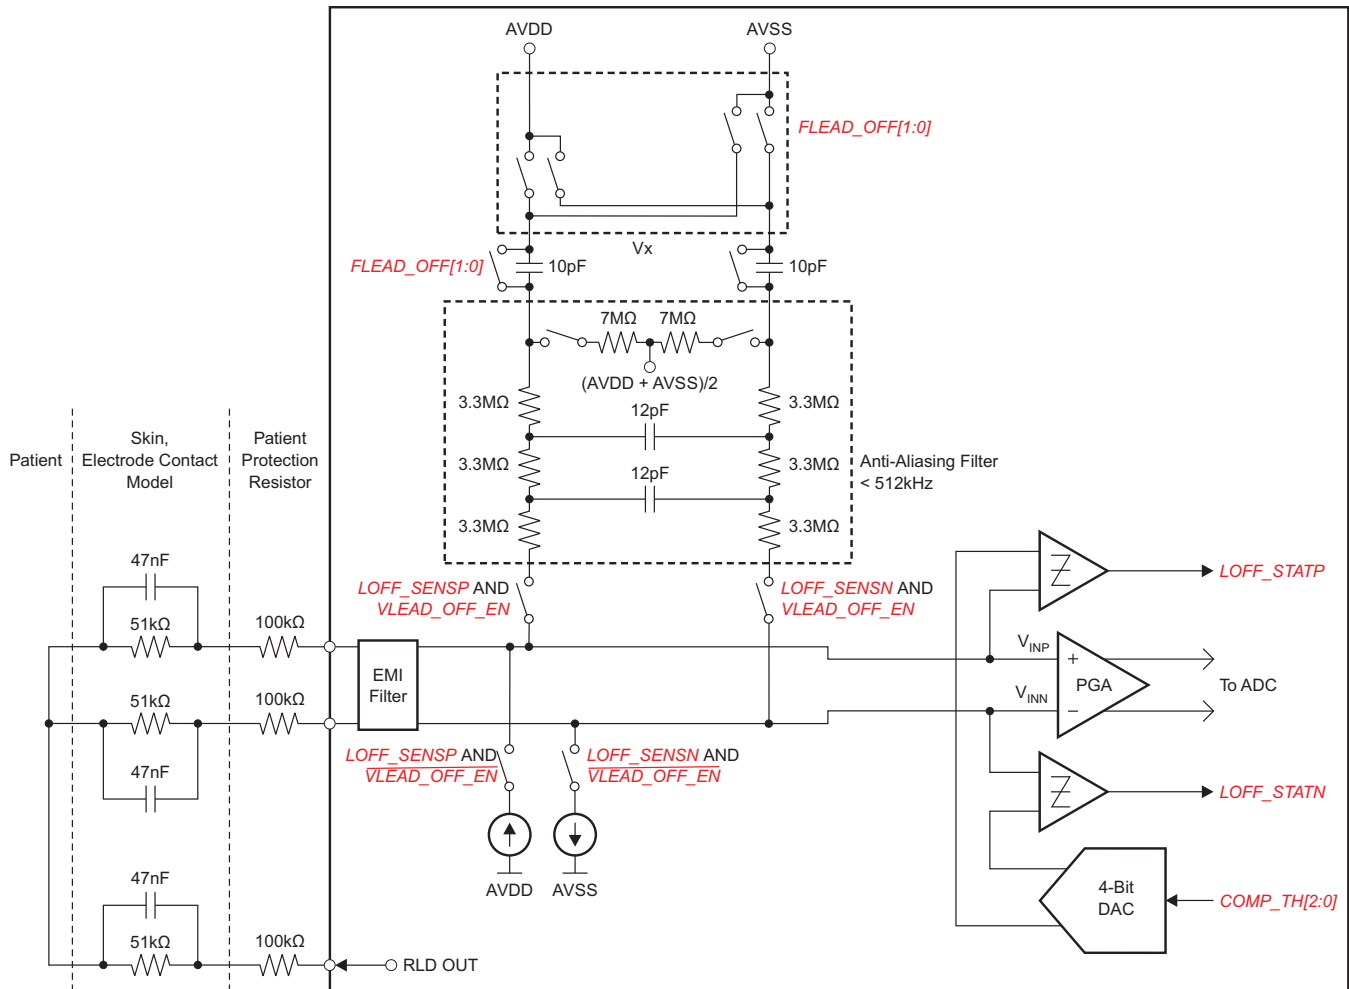 AVDD
AVSS
FLEAD_OFF[1:0]
Vx
FLEAD_OFF[1:0]
10pF
10pF
7MΩ
7MΩ
(AVDD + AVSS)/2
3.3MΩ
12pF
3.3MΩ
3.3MΩ
12pF
3.3MΩ
Anti-Aliasing Filter
< 512kHz
3.3MΩ
3.3MΩ
Patient
Skin,
Electrode Contact
Model
Patient
Protection
Resistor
LOFF_SENSP AND
VLEAD_OFF_EN
LOFF_SENSN AND
VLEAD_OFF_EN
LOFF_STATP
47nF
51kΩ
100kΩ
EMI
Filter
VINP
+
PGA
To ADC
VINN
−
51kΩ
100kΩ
47nF
LOFF_SENSP AND
VLEAD_OFF_EN
LOFF_SENSN AND
VLEAD_OFF_EN
LOFF_STATN
AVDD
AVSS
4-Bit
DAC
COMP_TH[2:0]
47nF
51kΩ
100kΩ
RLD OUT